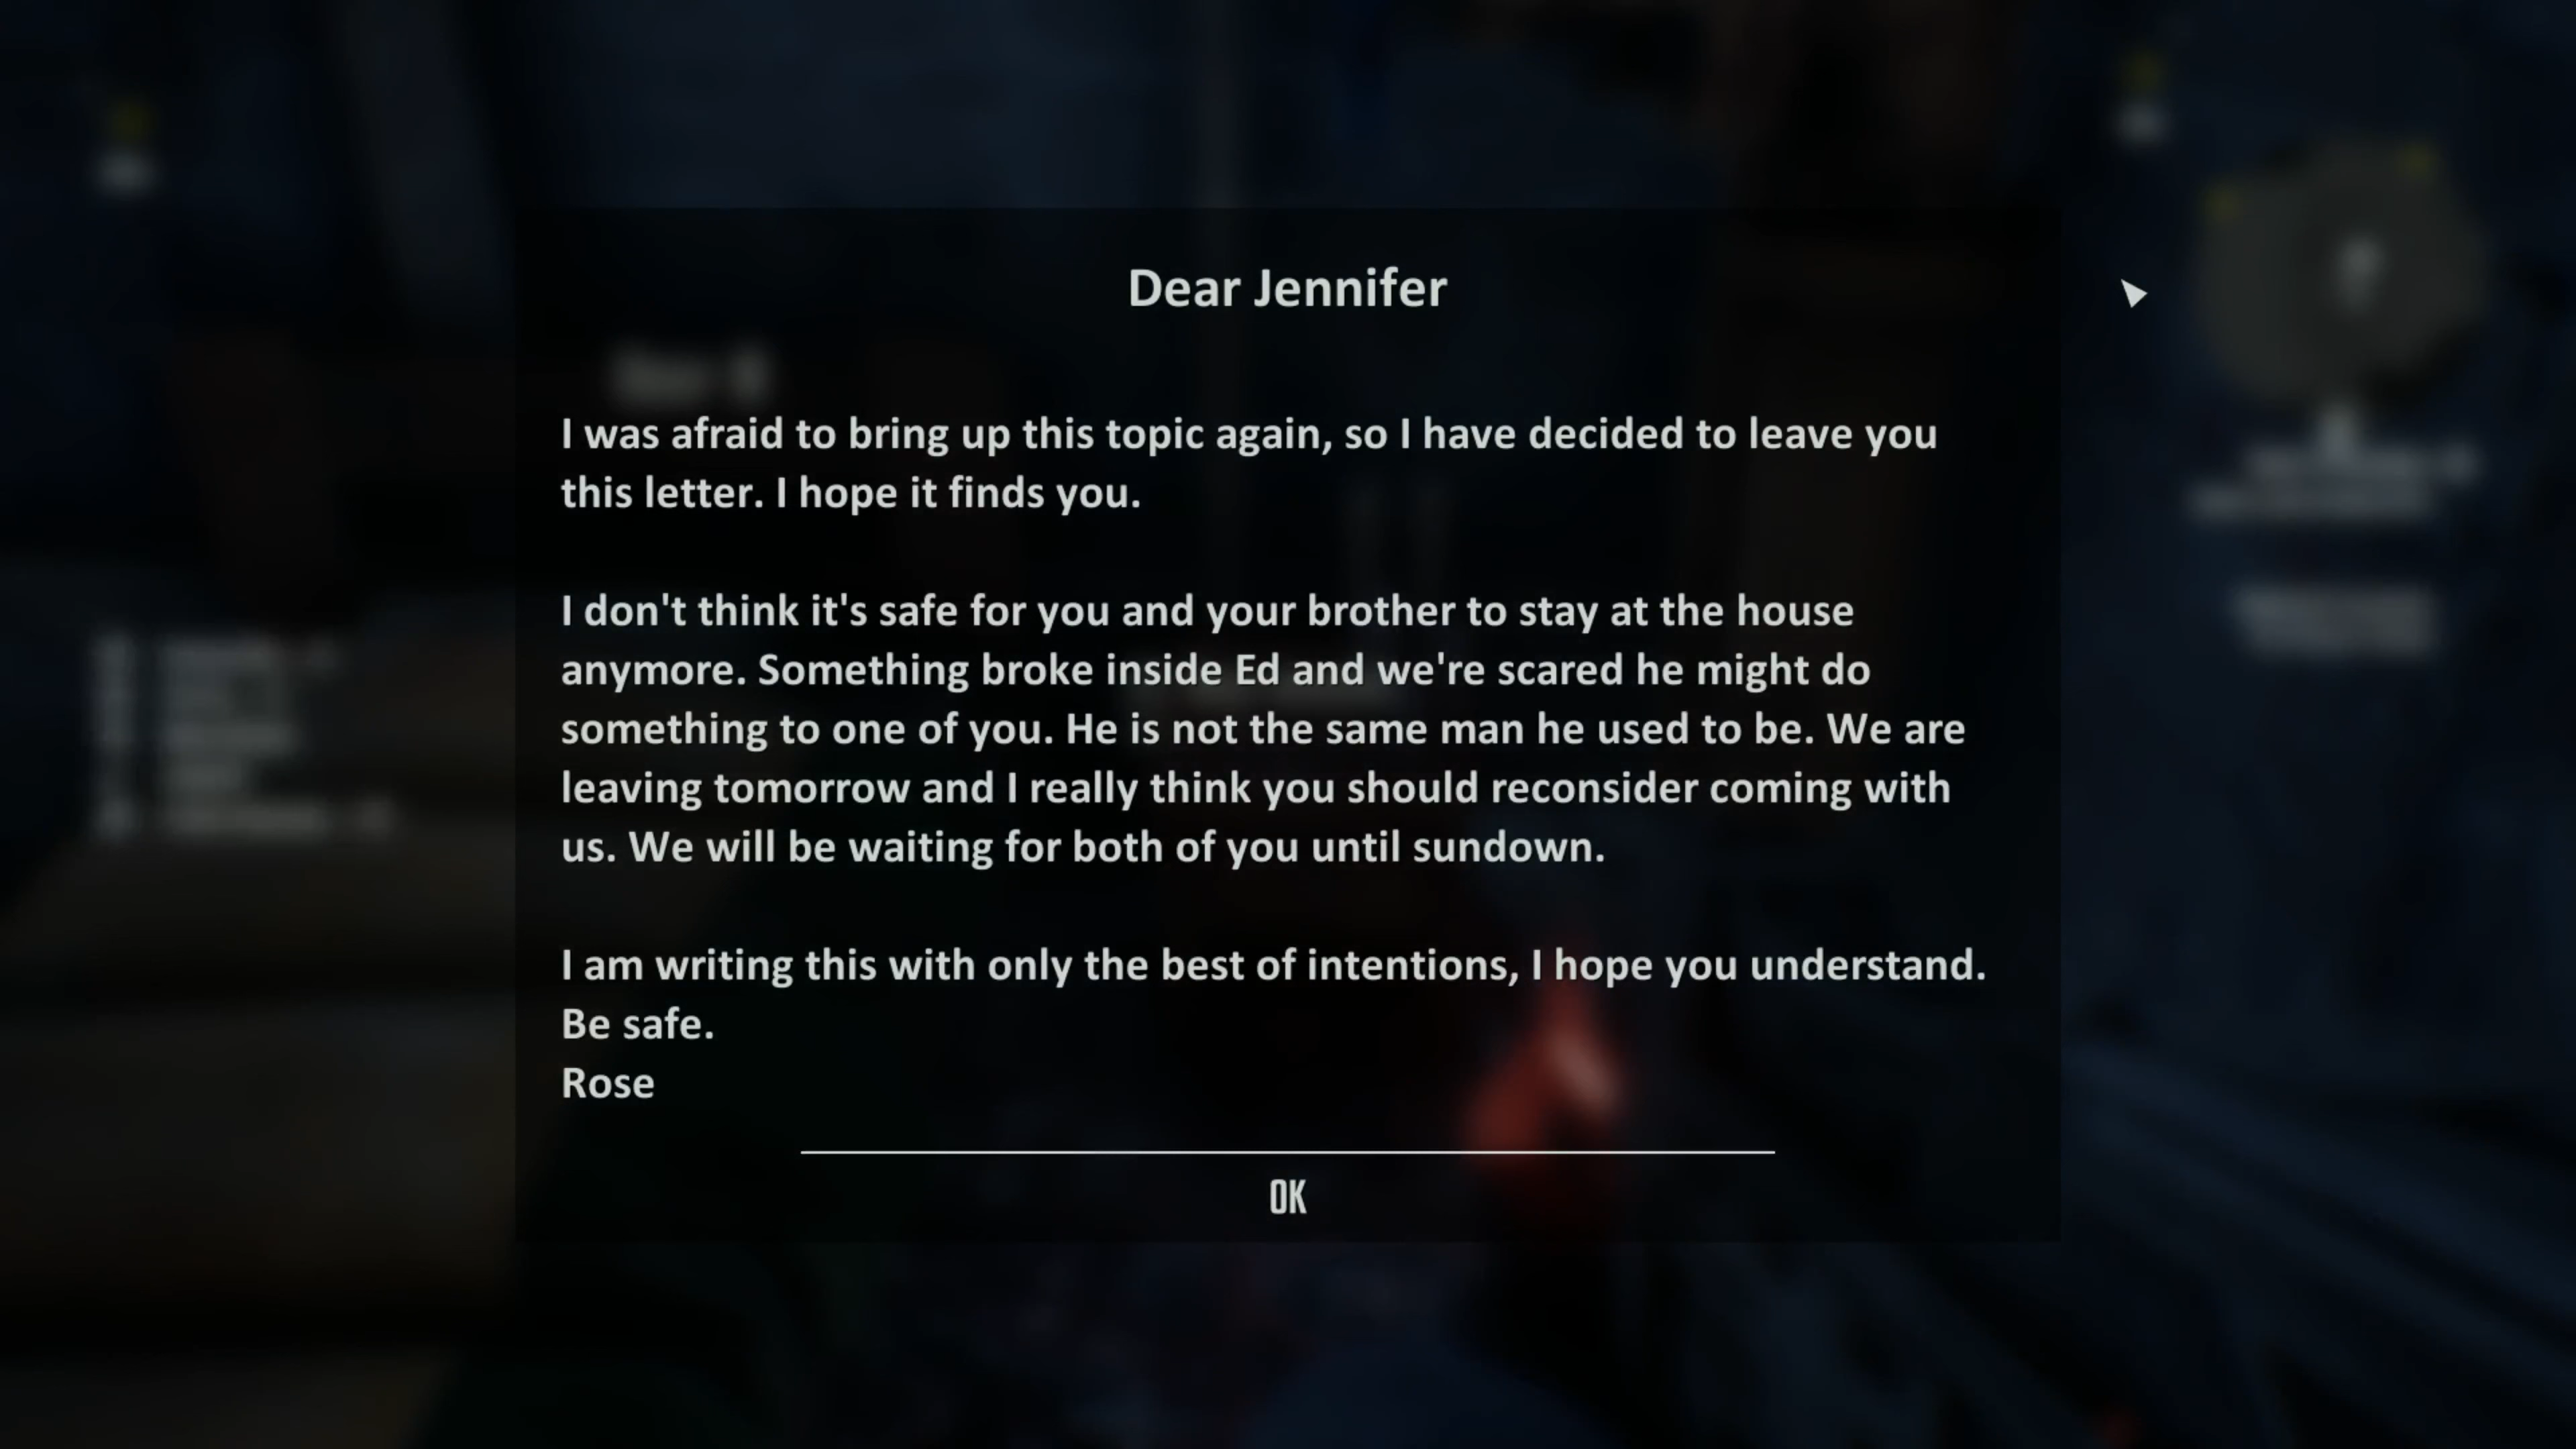 Dear Jennifer
I was afraid to bring up this topic again, so I have decided to leave you
this letter. I hope it finds you.
I don't think it's safe for you and your brother to stay at the house
anymore. Something broke inside Ed and we're scared he might do
something to one of you. He is not the same man he used to be. We are
leaving tomorrow and I really think you should reconsider coming with
us. We will be waiting for both of you until sundown.
I am writing this with only the best of intentions, I hope you understand.
Be safe.
Rose
OK